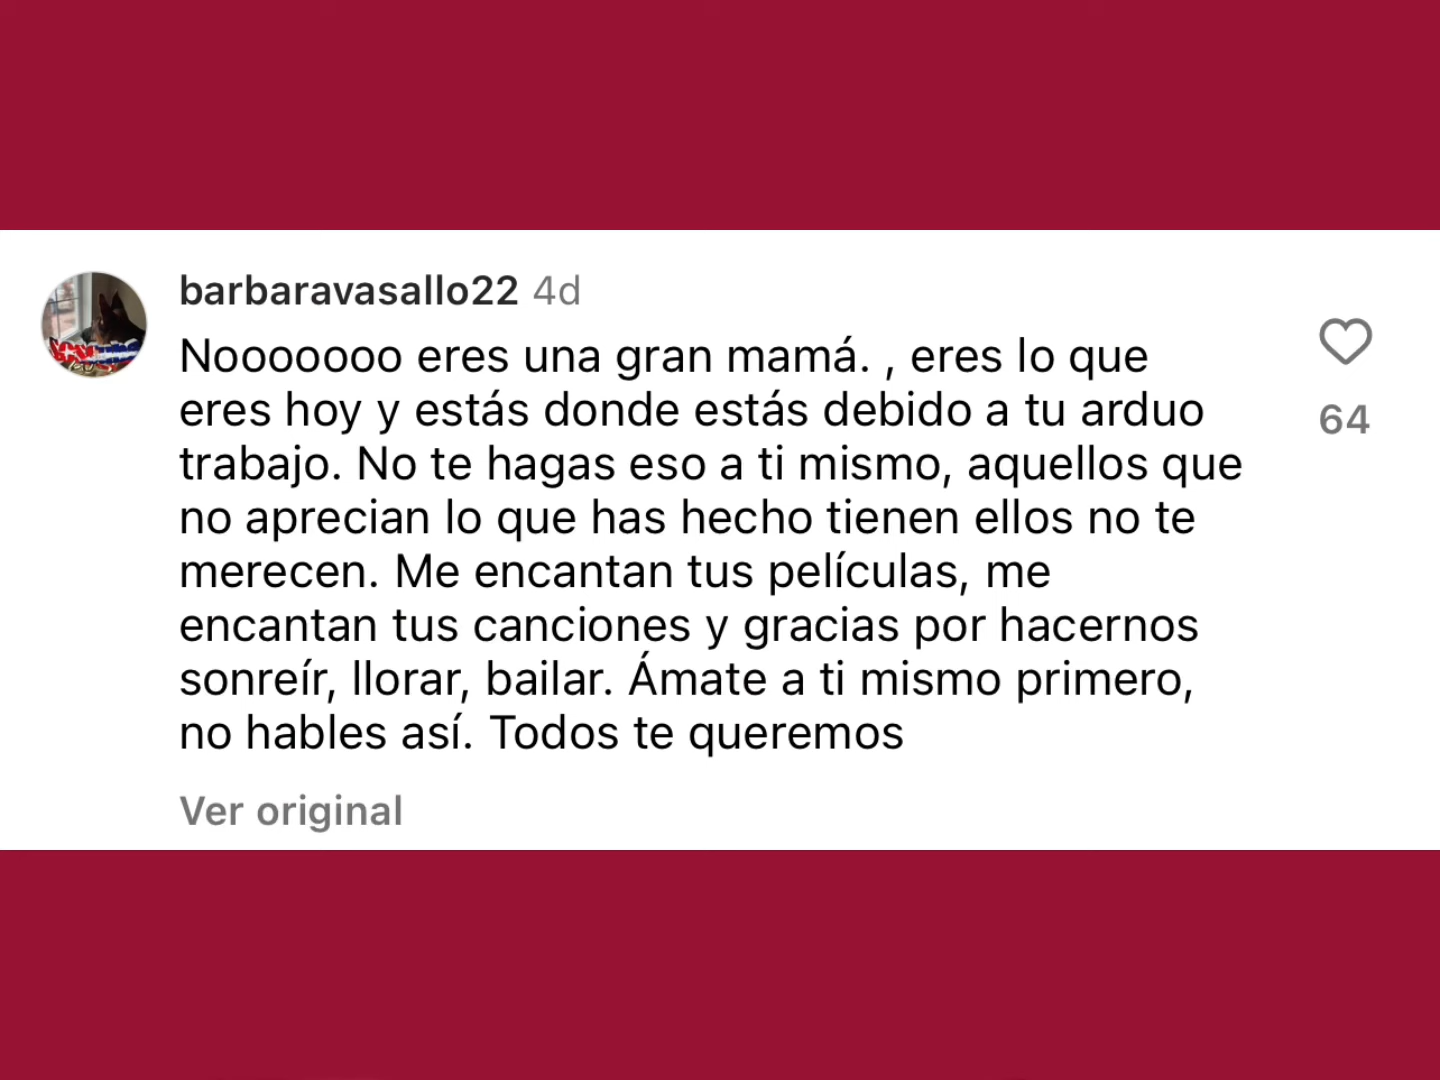 barbaravasallo22 4d
Nooooooo eres una gran mamá. , eres lo que
eres hoy y estás donde estás debido a tu arduo
trabajo. No te hagas eso a ti mismo, aquellos que
no aprecian lo que has hecho tienen ellos no te
merecen. Me encantan tus películas, me
encantan tus canciones y gracias por hacernos
sonreír, llorar, bailar. Ámate a ti mismo primero,
no hables así. Todos te queremos
Ver original
64